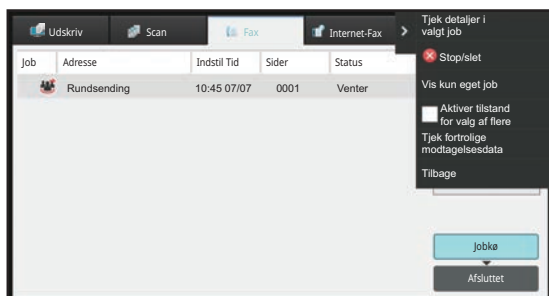 Udskriv Scan Fax Internet-Fax
Job Adresse Indstil Tid Sider Status
Rundsending 10:45 07/07 0001 Venter
Tjek detaljer i
valgt job
Stop/slet
Vis kun eget job
Aktiver tilstand
for valg af flere
Tjek fortrolige
modtagelsesdata
Tilbage
Jobkø
Afsluttet